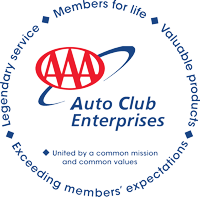 ◆ Legendary service ◆ Members for life ◆ Valuable products ◆ Exceeding members' expectations
AAA
Auto Club
Enterprises
◆ United by a common mission
and common values